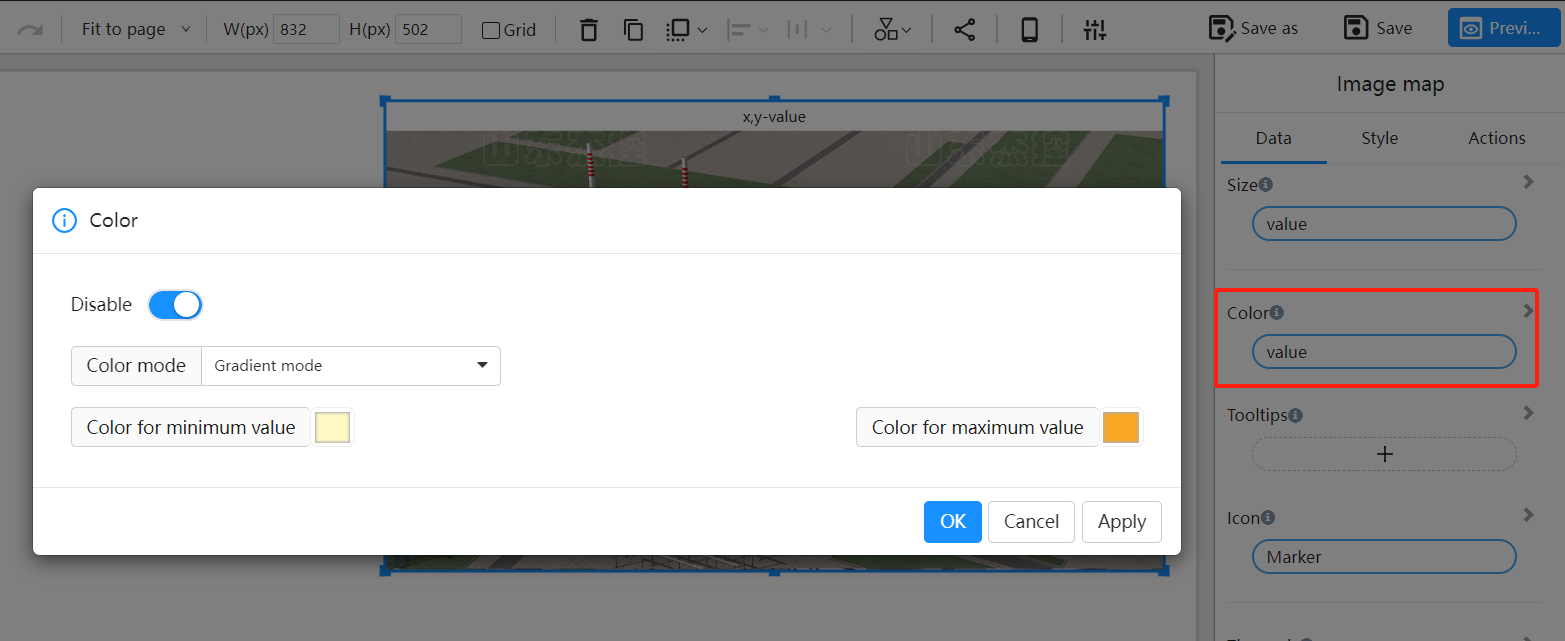 Fit to page W(px) 832 H(px) 502 Grid Save as Save Previ...
Image map
x,y-value
Data Style Actions
Size
value
Color
Disable
Color
value
Color mode Gradient mode
Tooltips
Color for minimum value Color for maximum value
Icon
OK Cancel Apply
Marker